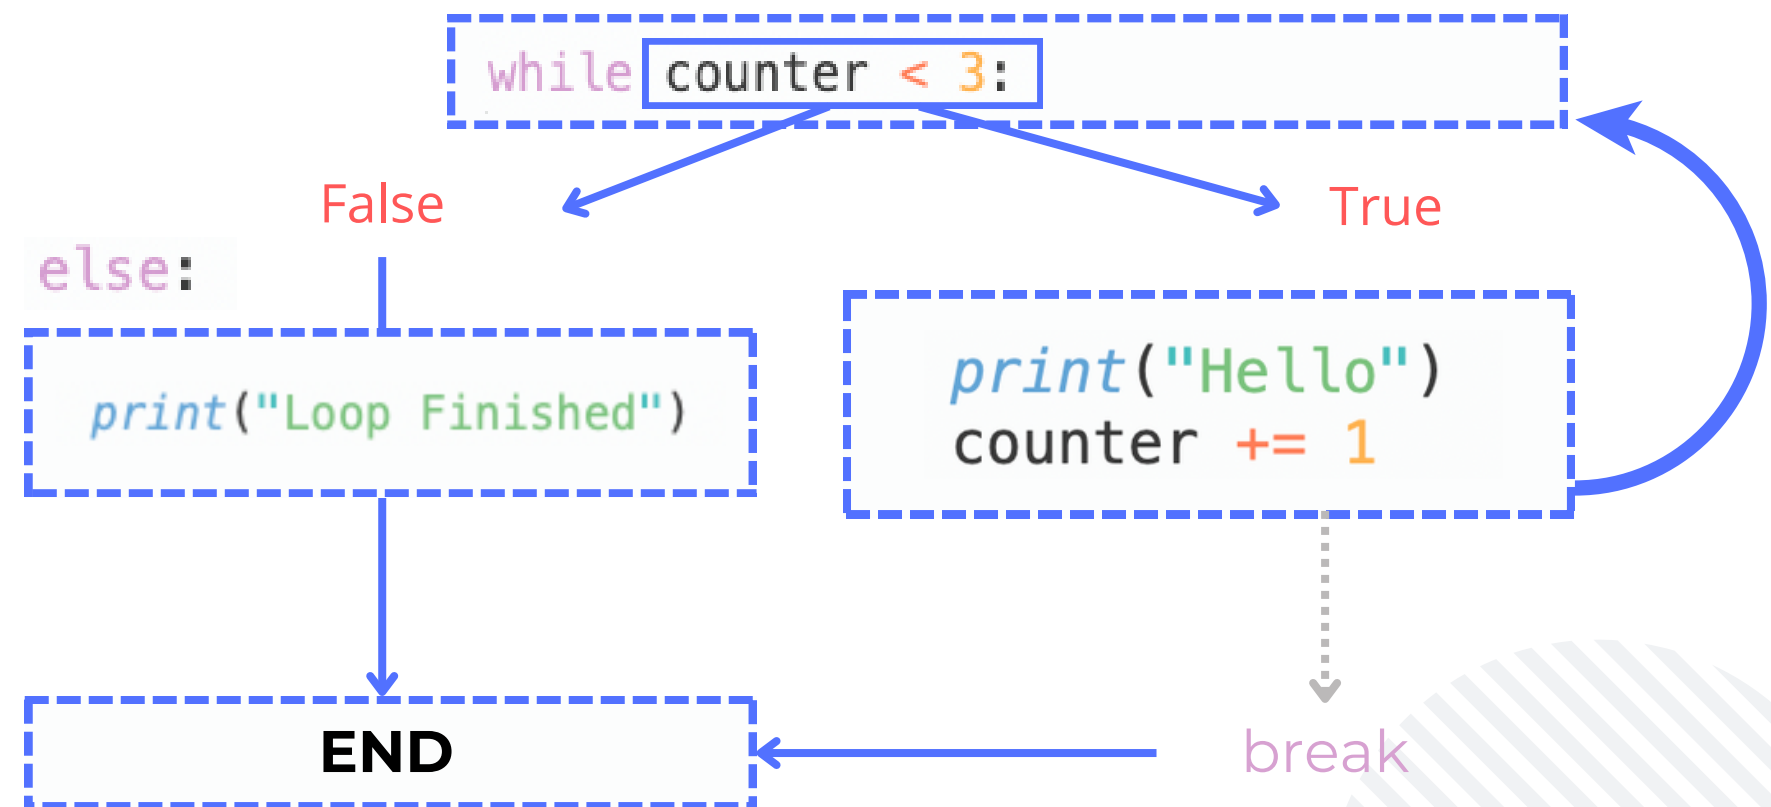 while counter < 3:
False
True
else:
print("Loop Finished")
print("Hello")
counter += 1
END
break